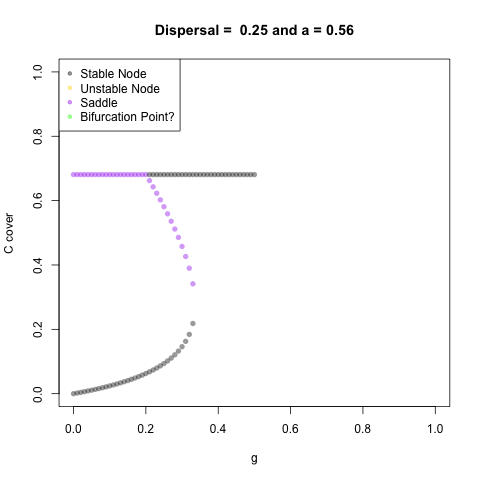 Dispersal =  0.25 and a = 0.56
Stable Node
Unstable Node
Saddle
Bifurcation Point?
1.0
0.8
0.6
0.4
0.2
0.0
C cover
0.0 0.2 0.4 0.6 0.8 1.0
g